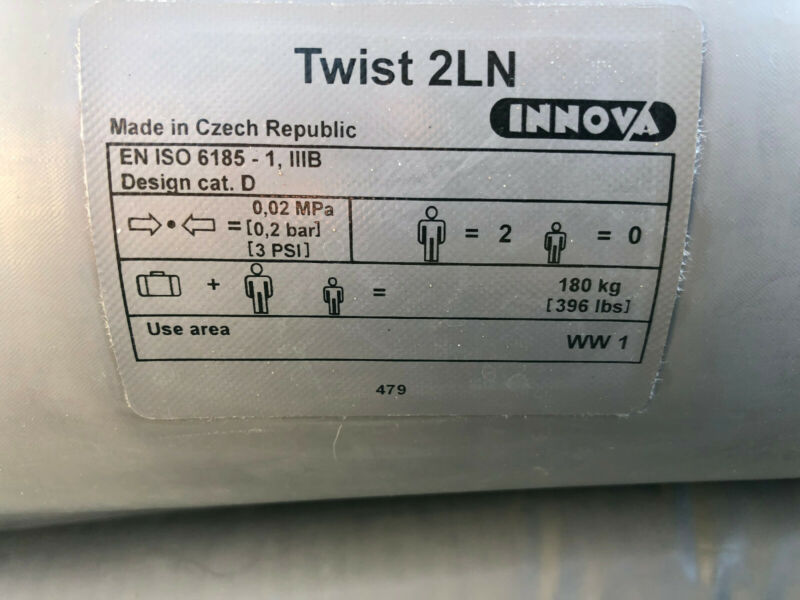 Twist 2LN
INNOVA
Made in Czech Republic
EN ISO 6185 - 1, IIIB
Design cat. D
= 0,02 MPa
[0,2 bar]
[3 PSI]
= 2 = 0
+ = 180 kg
[396 lbs]
Use area WW 1
479